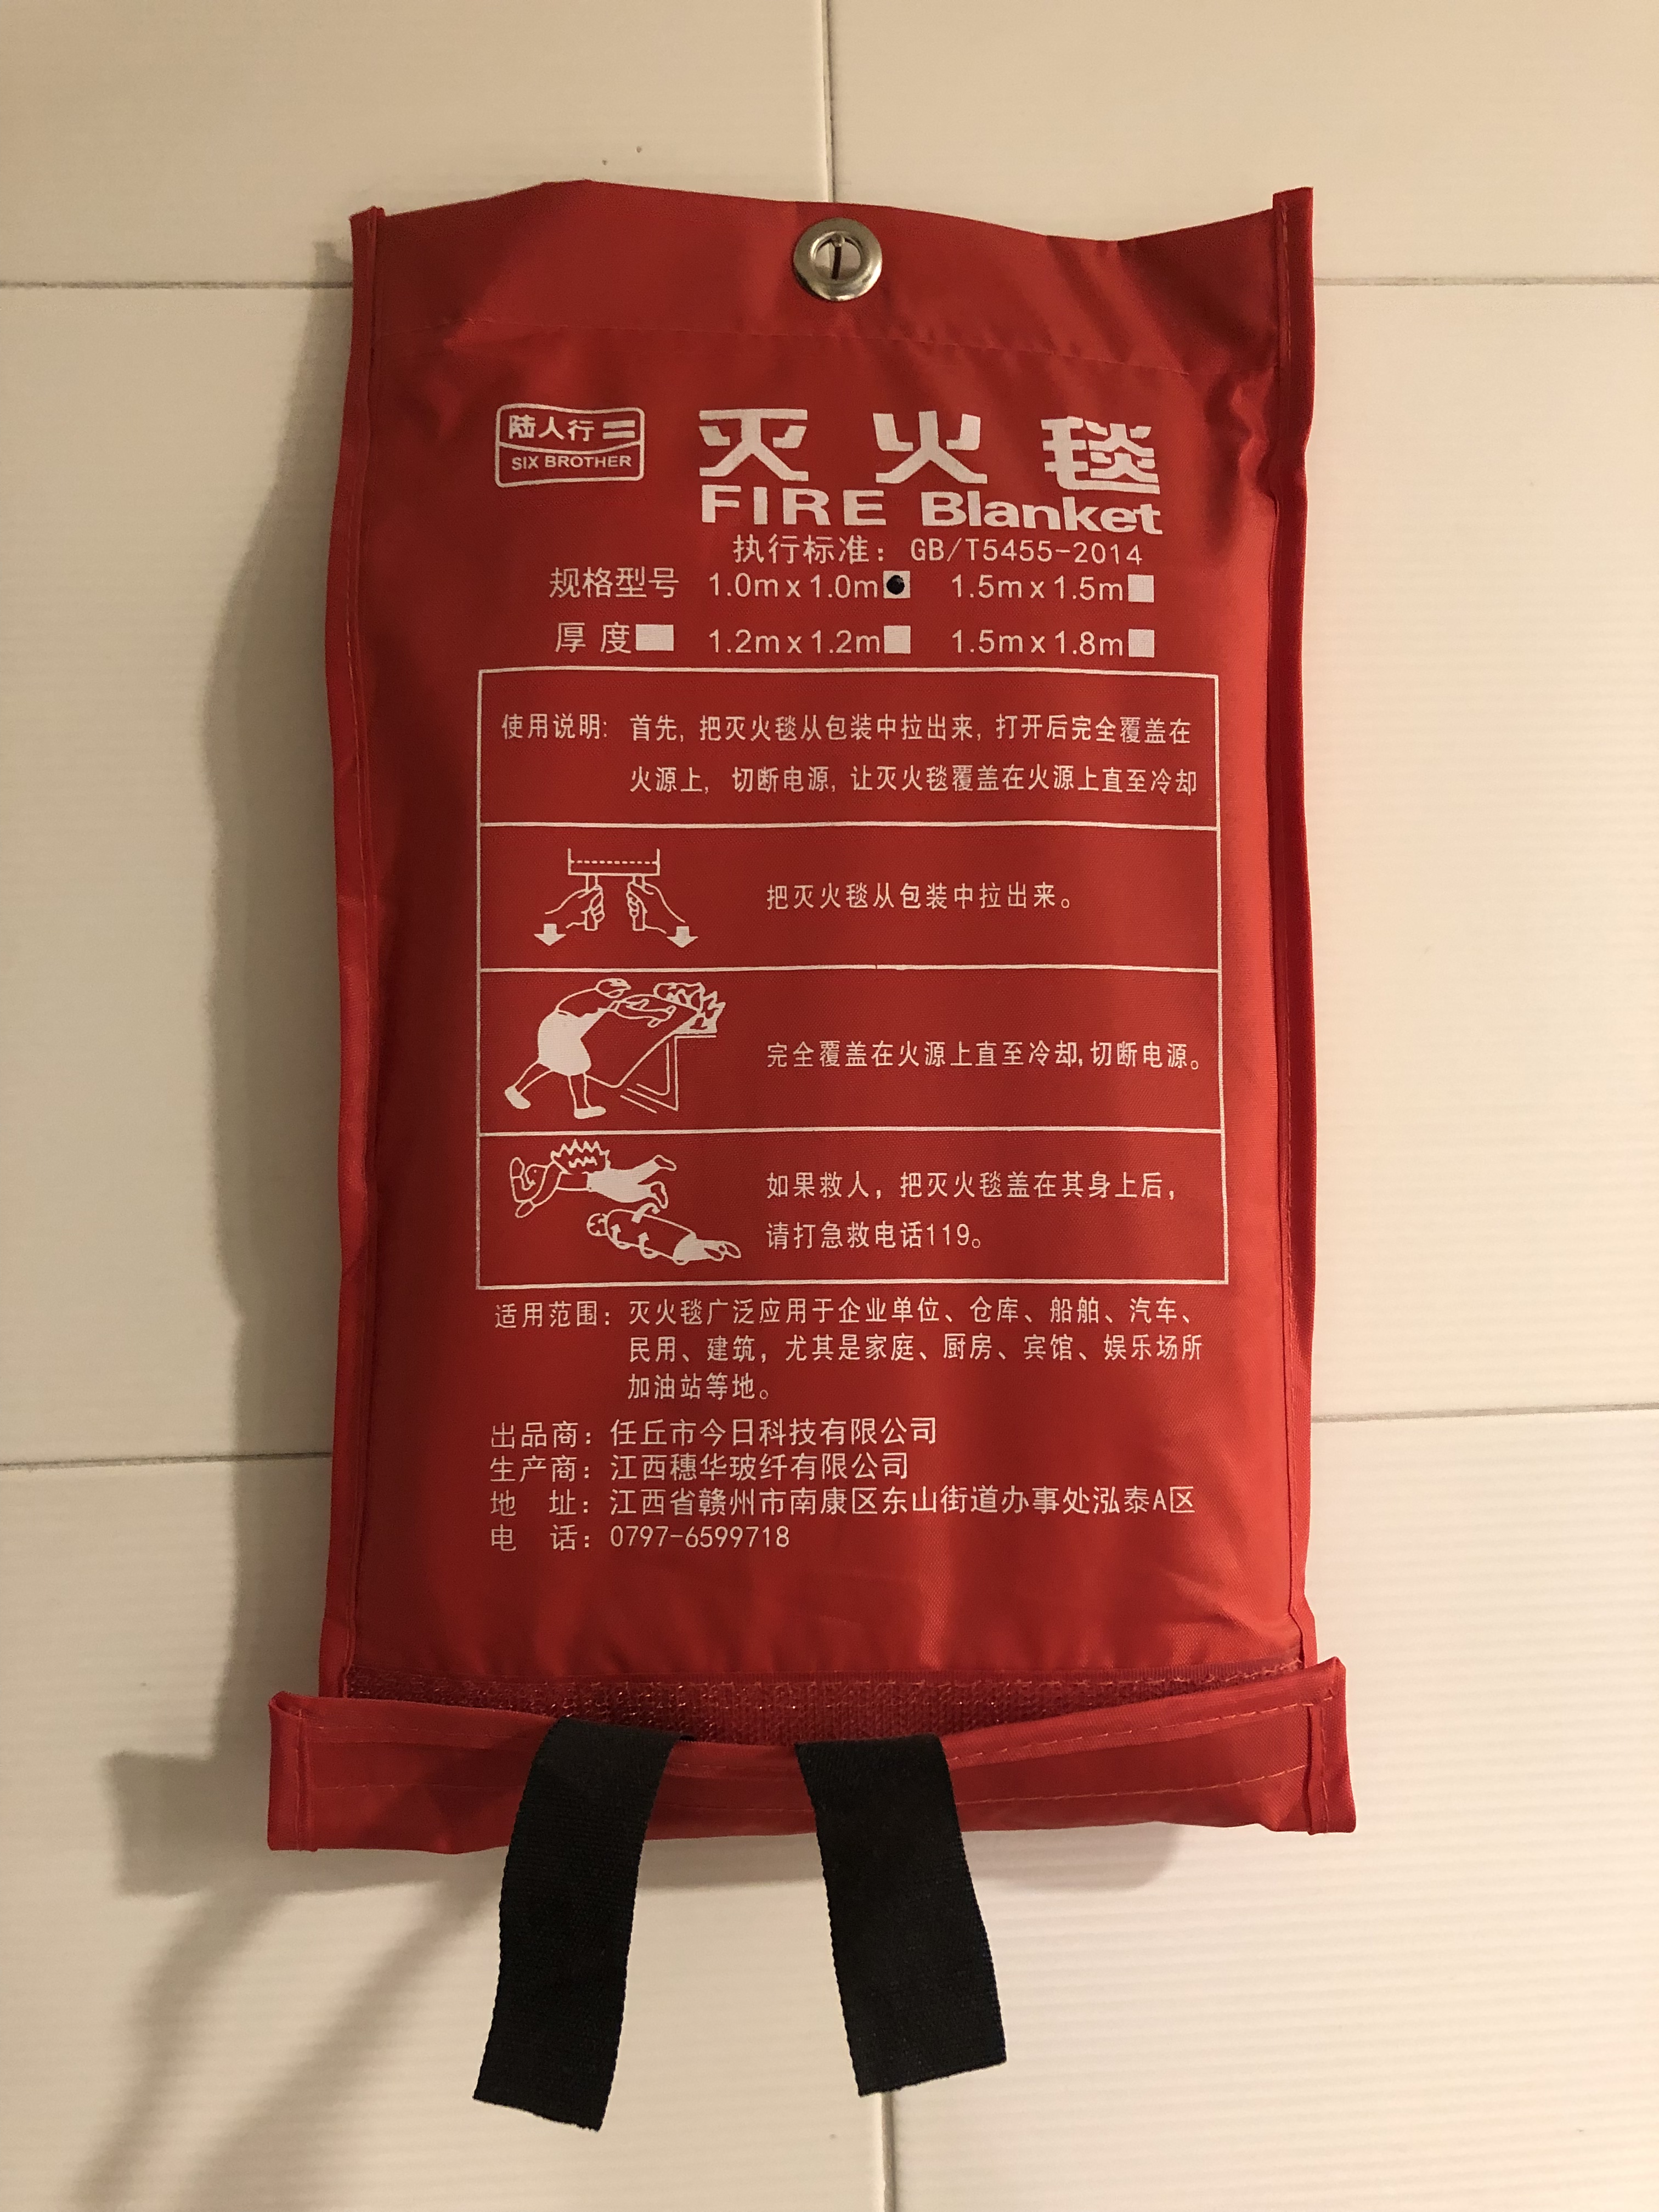 陆人行
SIX BROTHER
灭火毯
FIRE Blanket
执行标准：GB/T5455-2014
规格型号 1.0m x 1.0m 1.5m x 1.5m
厚度 1.2m x 1.2m 1.5m x 1.8m
使用说明: 首先, 把灭火毯从包装中拉出来, 打开后完全覆盖在
火源上, 切断电源, 让灭火毯覆盖在火源上直至冷却
把灭火毯从包装中拉出来。
完全覆盖在火源上直至冷却,切断电源。
如果救人，把灭火毯盖在其身上后，
请打急救电话119。
适用范围：灭火毯广泛应用于企业单位、仓库、船舶、汽车、
民用、建筑，尤其是家庭、厨房、宾馆、娱乐场所
加油站等地。
出品商：任丘市今日科技有限公司
生产商：江西穗华玻纤有限公司
地 址：江西省赣州市南康区东山街道办事处泓泰A区
电 话：0797-6599718